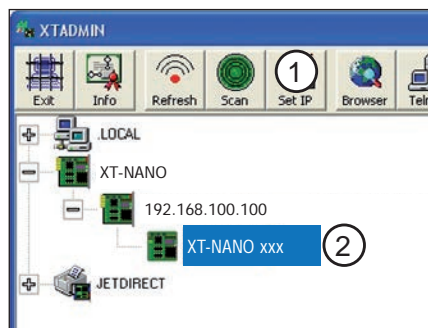 XTADMIN
Exit Info Refresh Scan Set IP Browser
1
.LOCAL
XT-NANO
192.168.100.100
XT-NANO xxx 2
JETDIRECT